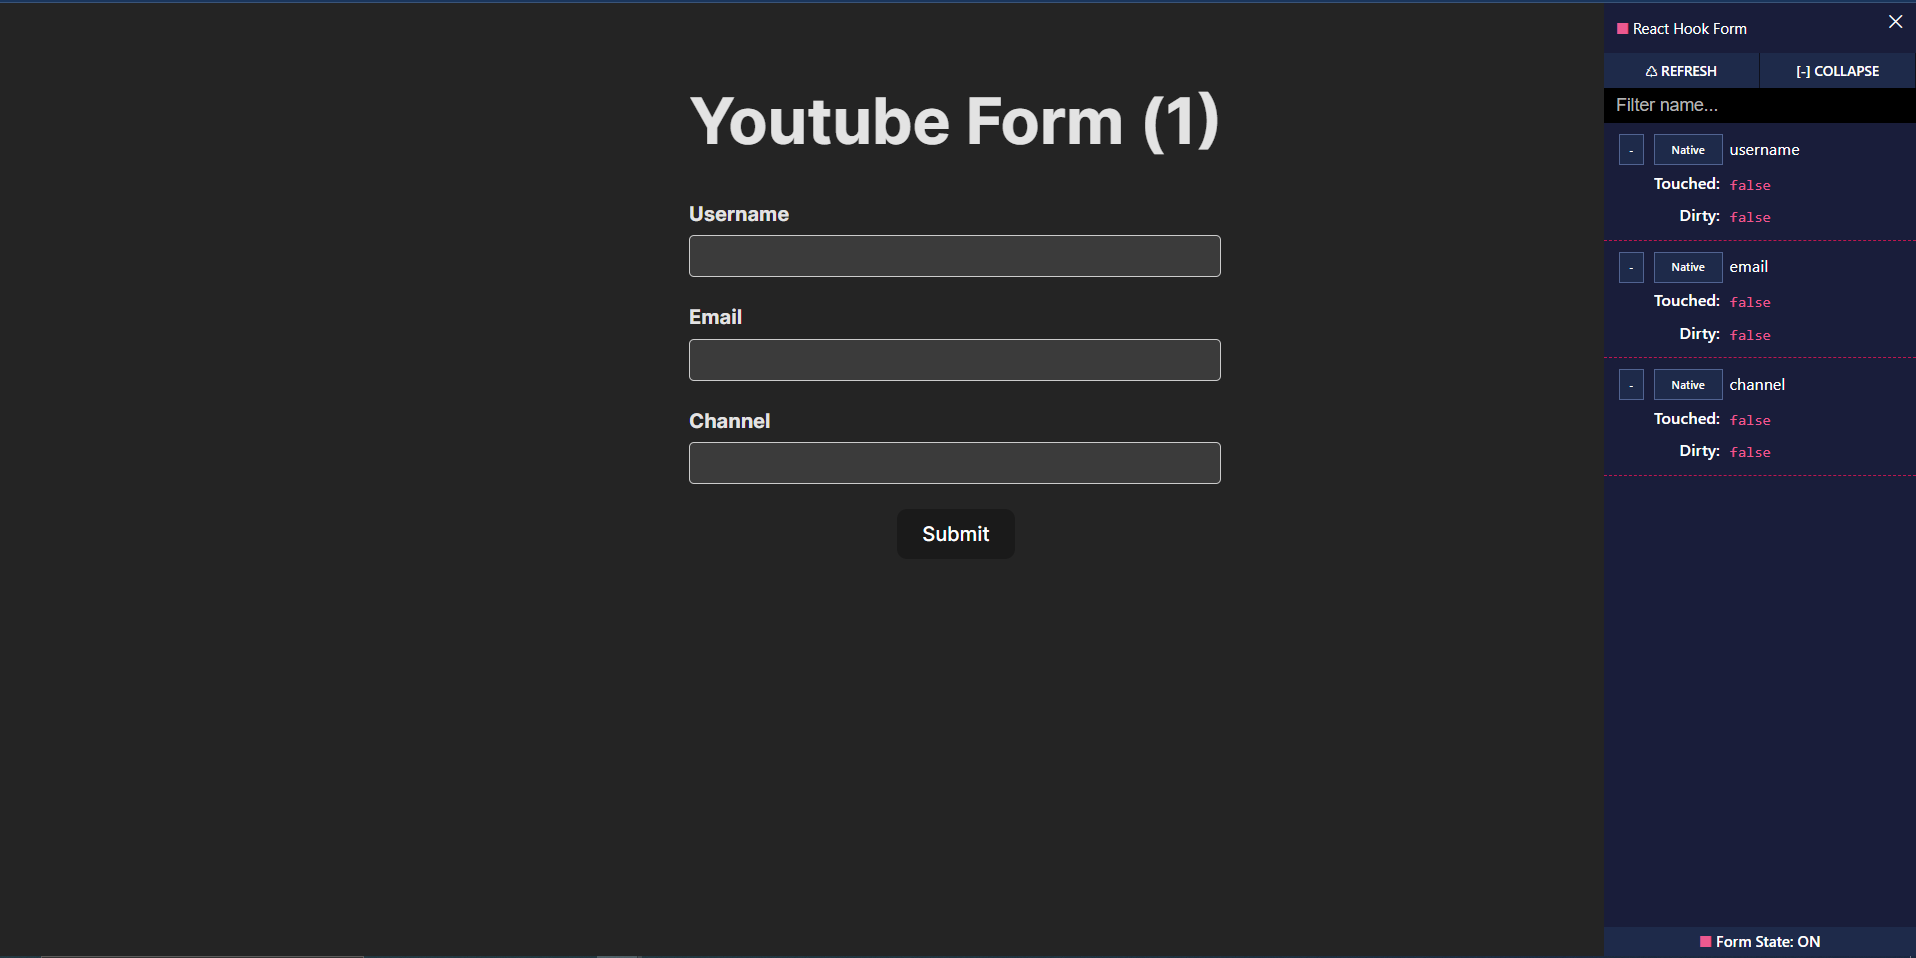 Youtube Form (1)
Username
Email
Channel
Submit
React Hook Form
♺ REFRESH
[-] COLLAPSE
Filter name...
- Native username
Touched: false
Dirty: false
- Native email
Touched: false
Dirty: false
- Native channel
Touched: false
Dirty: false
Form State: ON